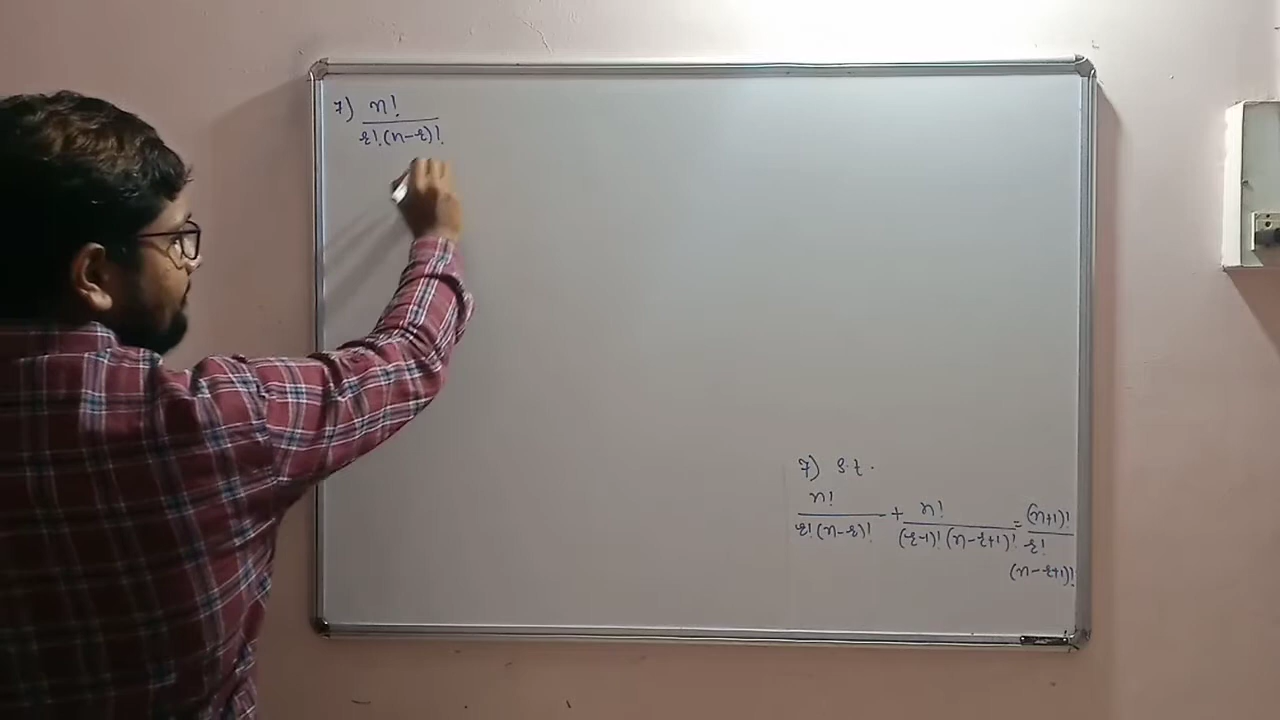 7) n!
r!(n-r)!
7) S.t.
n!
r!(n-r)! + n!
(r-1)!(n-r+1)! = (n+1)!
r!
(n-r+1)!